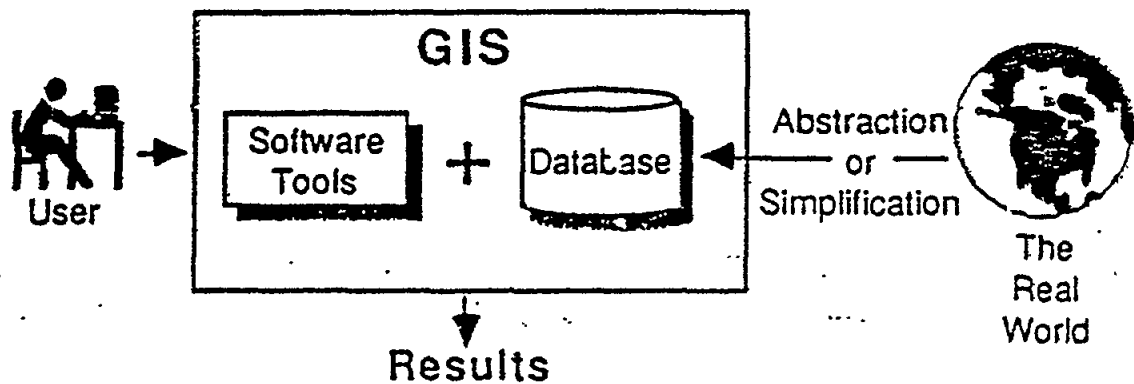 GIS
User
Software
Tools
+
Database
Abstraction
or
Simplification
The
Real
World
Results